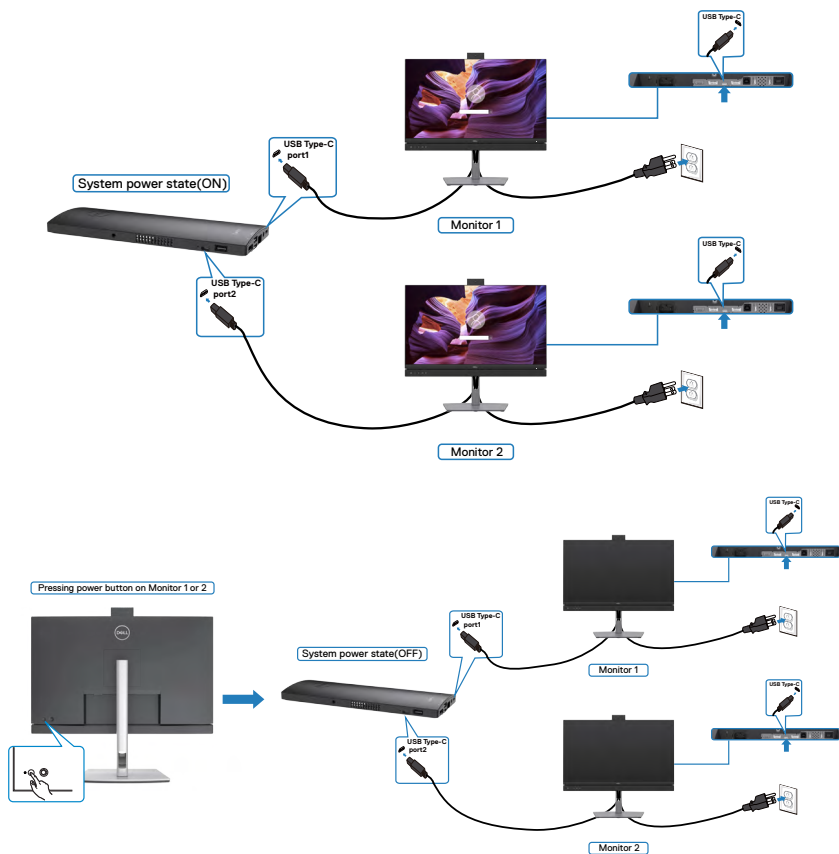 USB Type-C
USB Type-C
port1
System power state(ON)
Monitor 1
USB Type-C
USB Type-C
port2
Monitor 2
USB Type-C
Pressing power button on Monitor 1 or 2
DELL
USB Type-C
port1
System power state(OFF)
Monitor 1
USB Type-C
USB Type-C
port2
Monitor 2